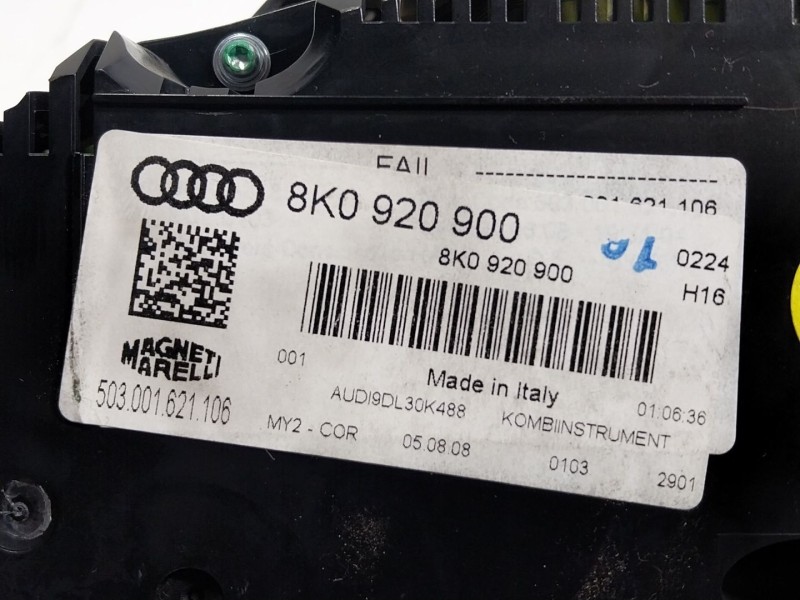 8K0 920 900
8K0 920 900
0224
H16
MAGNETI
MARELLI
001
Made in Italy
503.001.621.106
AUDI9DL30K488
KOMBIINSTRUMENT
01:06:36
MY2 - COR
05.08.08
0103
2901